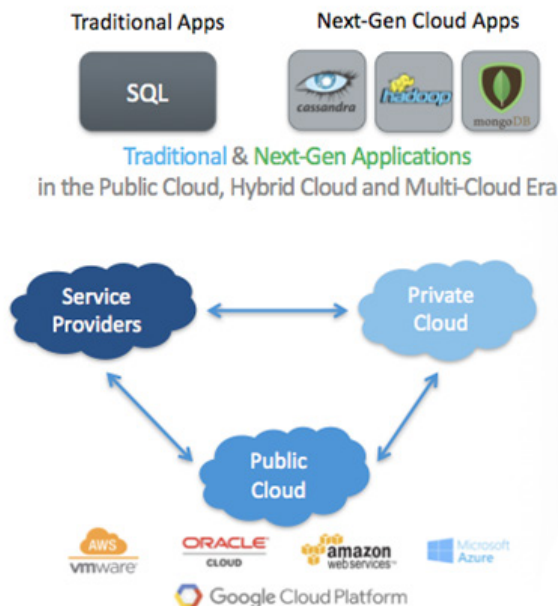 Traditional Apps
Next-Gen Cloud Apps
SQL
cassandra
hadoop
mongoDB
Traditional & Next-Gen Applications
in the Public Cloud, Hybrid Cloud and Multi-Cloud Era
Service
Providers
Private
Cloud
Public
Cloud
AWS
vmware
ORACLE
CLOUD
amazon
web services
Microsoft
Azure
Google Cloud Platform